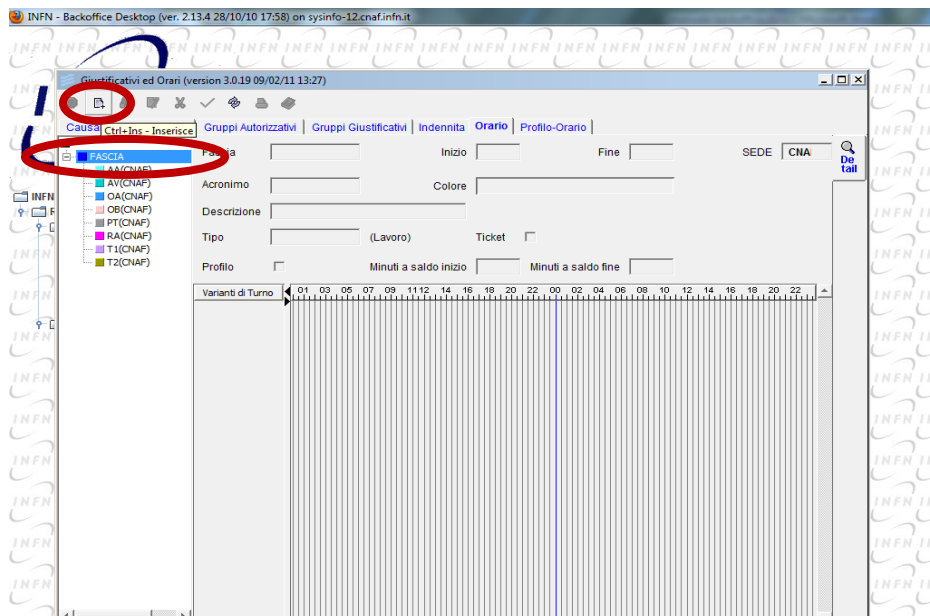 INFN - Backoffice Desktop (ver. 2.13.4 28/10/10 17:58) on sysinfo-12.cnaf.infn.it
Giustificativi ed Orari (version 3.0.19 09/02/11 13:27)
Causa
Ctrl+Ins - Inserisce
Gruppi Autorizzativi
Gruppi Giustificativi
Indennita
Orario
Profilo-Orario
FASCIA
AA(CNAF)
AV(CNAF)
OA(CNAF)
OB(CNAF)
PT(CNAF)
RA(CNAF)
T1(CNAF)
T2(CNAF)
INFN
Inizio
Fine
SEDE CNA
Detail
Acronimo
Colore
Descrizione
Tipo
(Lavoro)
Ticket
Profilo
Minuti a saldo inizio
Minuti a saldo fine
Varianti di Turno
01 03 05 07 09 11 12 14 16 18 20 22 00 02 04 06 08 10 12 14 16 18 20 22